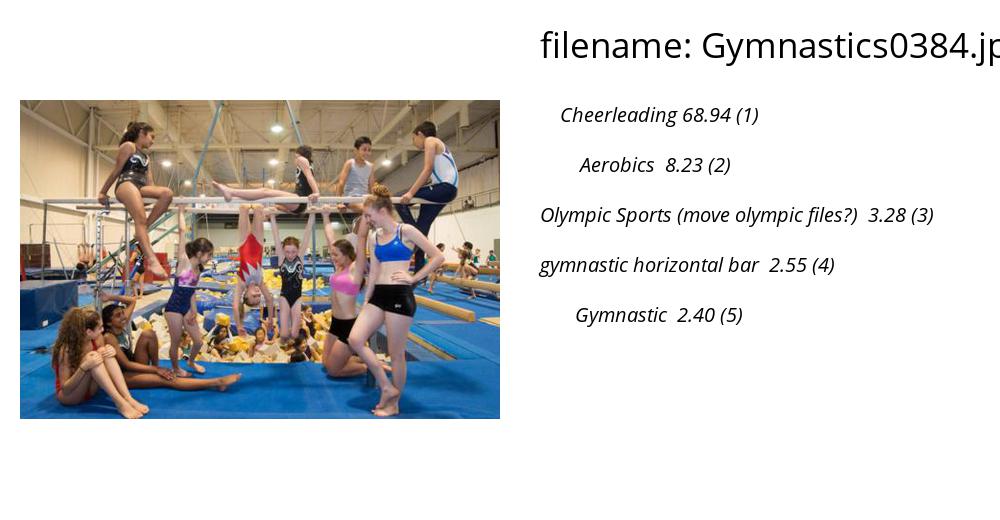 filename: Gymnastics0384.jp
Cheerleading 68.94 (1)
Aerobics 8.23 (2)
Olympic Sports (move olympic files?) 3.28 (3)
gymnastic horizontal bar 2.55 (4)
Gymnastic 2.40 (5)